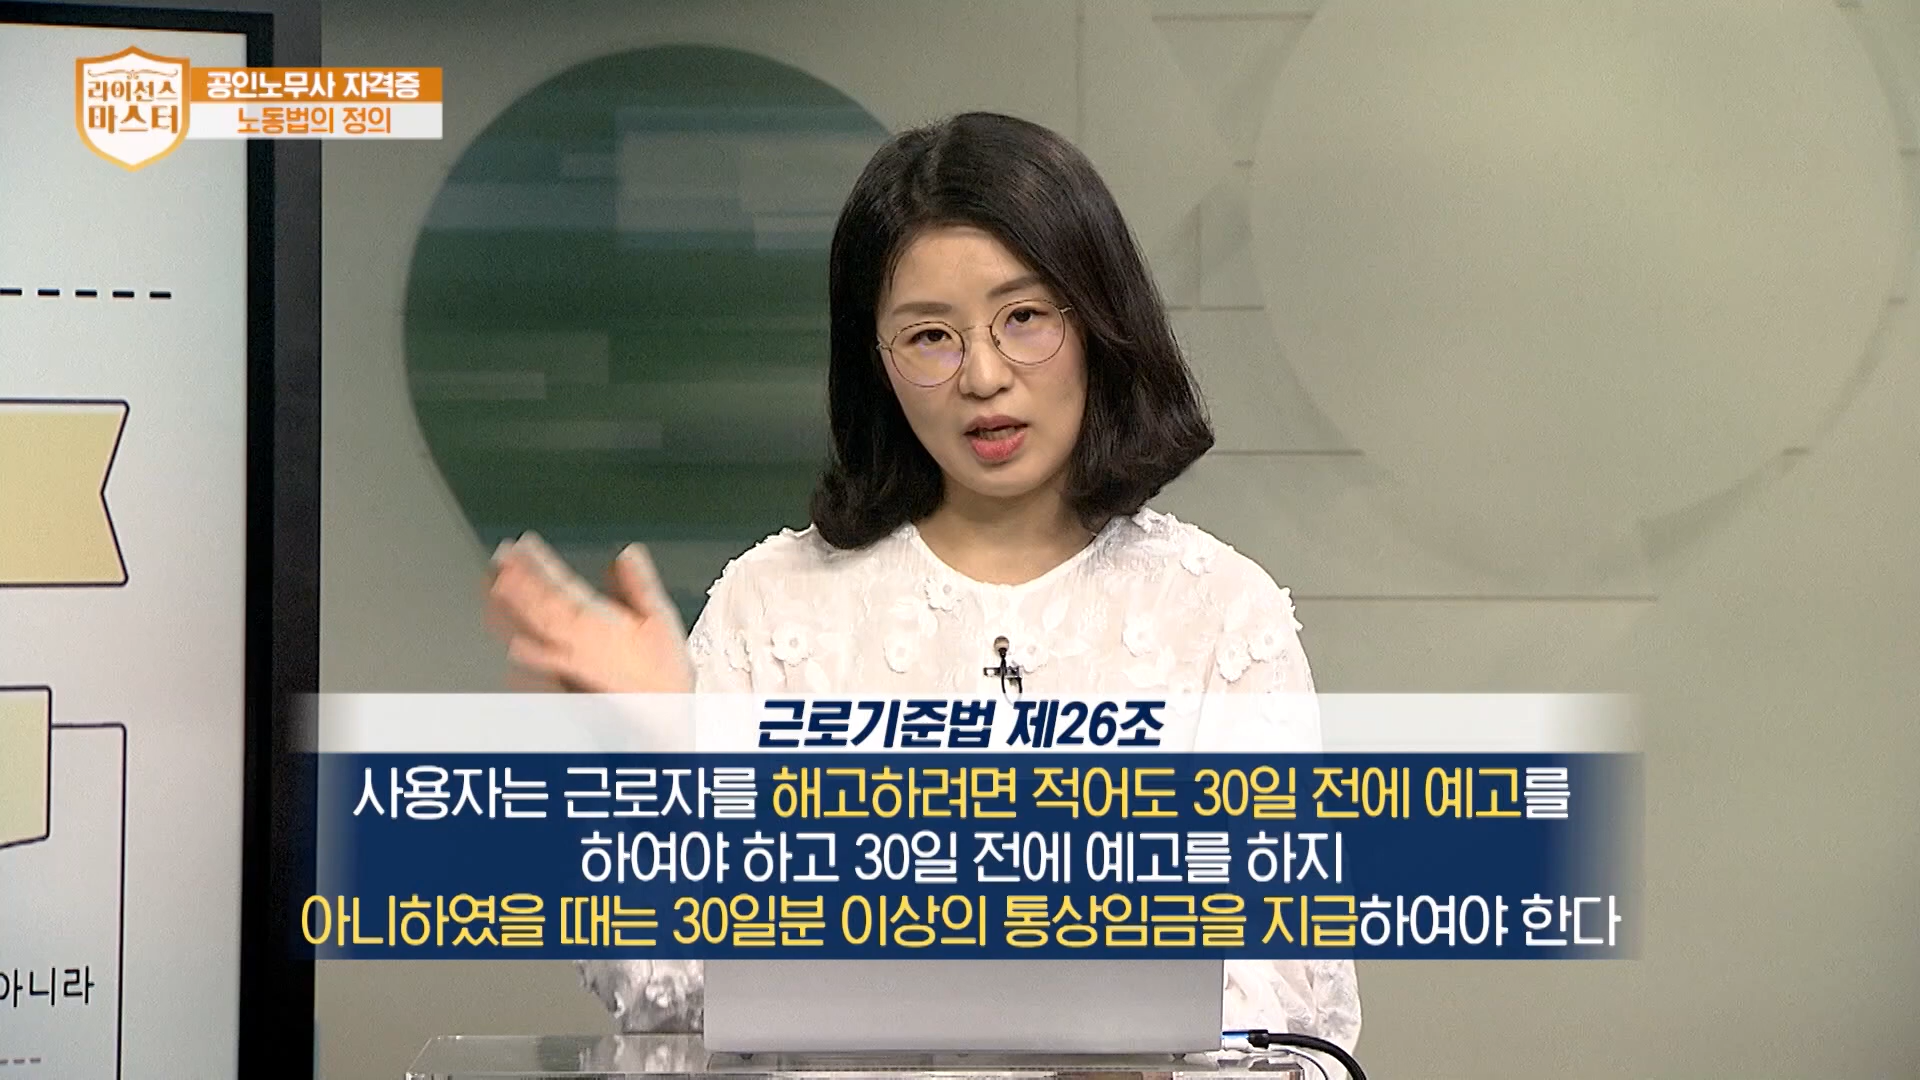 라이선스
마스터
공인노무사 자격증
노동법의 정의
근로기준법 제26조
사용자는 근로자를 해고하려면 적어도 30일 전에 예고를
하여야 하고 30일 전에 예고를 하지
아니하였을 때는 30일분 이상의 통상임금을 지급하여야 한다
아니라